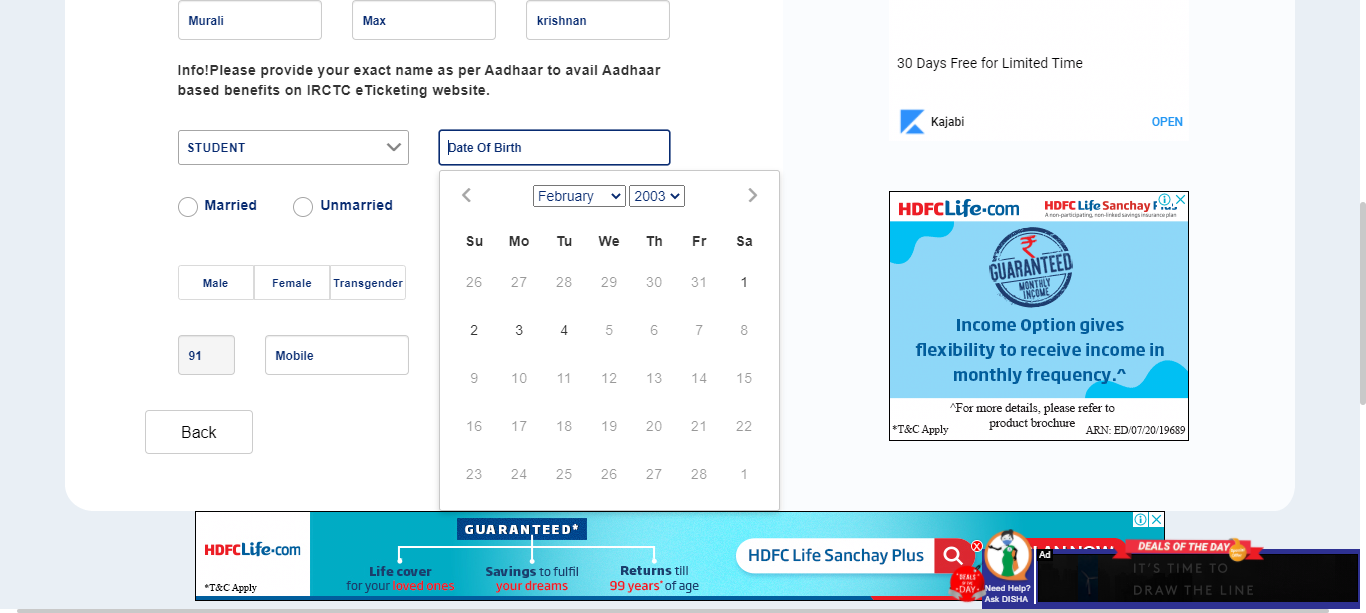 Murali Max krishnan
Info!Please provide your exact name as per Aadhaar to avail Aadhaar
based benefits on IRCTC eTicketing website.
STUDENT
Date Of Birth
February 2003
Su Mo Tu We Th Fr Sa
26 27 28 29 30 31 1
2 3 4 5 6 7 8
9 10 11 12 13 14 15
16 17 18 19 20 21 22
23 24 25 26 27 28 1
Married Unmarried
Male Female Transgender
91 Mobile
Back
30 Days Free for Limited Time
Kajabi OPEN
HDFCLife.com HDFC Life Sanchay
A non-participating, non-linked savings insurance plan
₹
GUARANTEED
MONTHLY
INCOME
Income Option gives
flexibility to receive income in
monthly frequency.^
^For more details, please refer to
product brochure
*T&C Apply ARN: ED/07/20/19689
HDFCLife.com
*T&C Apply
GUARANTEED*
Life cover
for your loved ones
Savings to fulfil
your dreams
Returns till
99 years* of age
HDFC Life Sanchay Plus
DEALS OF THE DAY
Need Help?
Ask DISHA
Ad
DEALS OF THE DAY
IT'S TIME TO
DRAW THE LINE